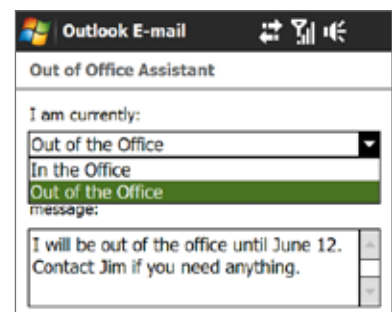 Outlook E-mail
Out of Office Assistant
I am currently:
Out of the Office
In the Office
Out of the Office
message:
I will be out of the office until June 12.
Contact Jim if you need anything.